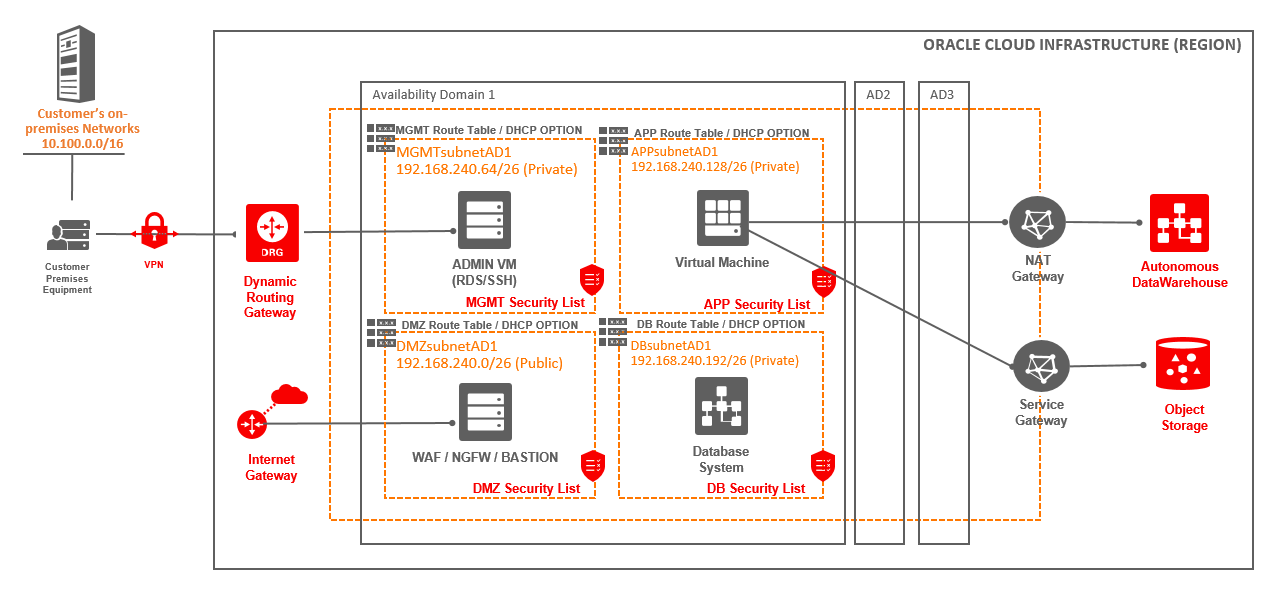 ORACLE CLOUD INFRASTRUCTURE (REGION)
Customer's on-
premises Networks
10.100.0.0/16
Customer
Premises
Equipment
VPN
DRG
Dynamic
Routing
Gateway
Internet
Gateway
Availability Domain 1
AD2
AD3
MGMT Route Table / DHCP OPTION
MGMTsubnetAD1
192.168.240.64/26 (Private)
ADMIN VM
(RDS/SSH)
MGMT Security List
APP Route Table / DHCP OPTION
APPsubnetAD1
192.168.240.128/26 (Private)
Virtual Machine
APP Security List
DMZ Route Table / DHCP OPTION
DMZsubnetAD1
192.168.240.0/26 (Public)
WAF / NGFW / BASTION
DMZ Security List
DB Route Table / DHCP OPTION
DBsubnetAD1
192.168.240.192/26 (Private)
Database
System
DB Security List
NAT
Gateway
Autonomous
DataWarehouse
Service
Gateway
Object
Storage